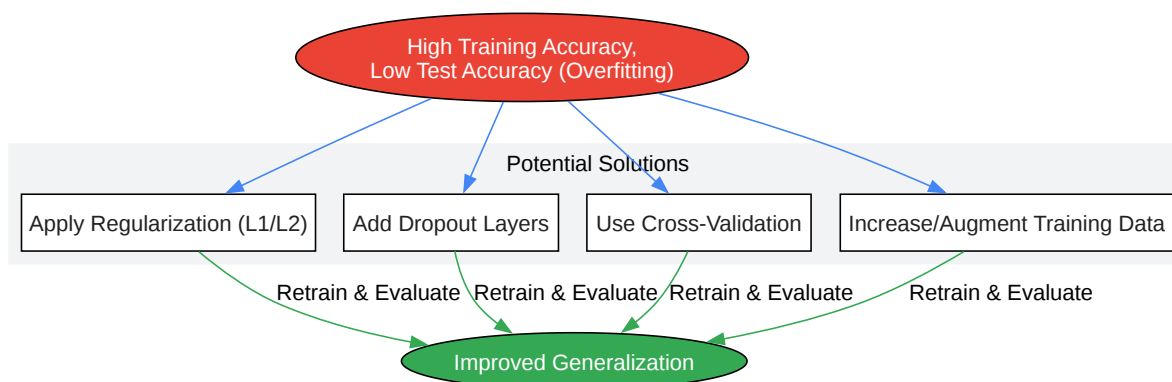 High Training Accuracy,
Low Test Accuracy (Overfitting)
Potential Solutions
Apply Regularization (L1/L2)
Add Dropout Layers
Use Cross-Validation
Increase/Augment Training Data
Retrain & Evaluate
Retrain & Evaluate
Retrain & Evaluate
Retrain & Evaluate
Improved Generalization